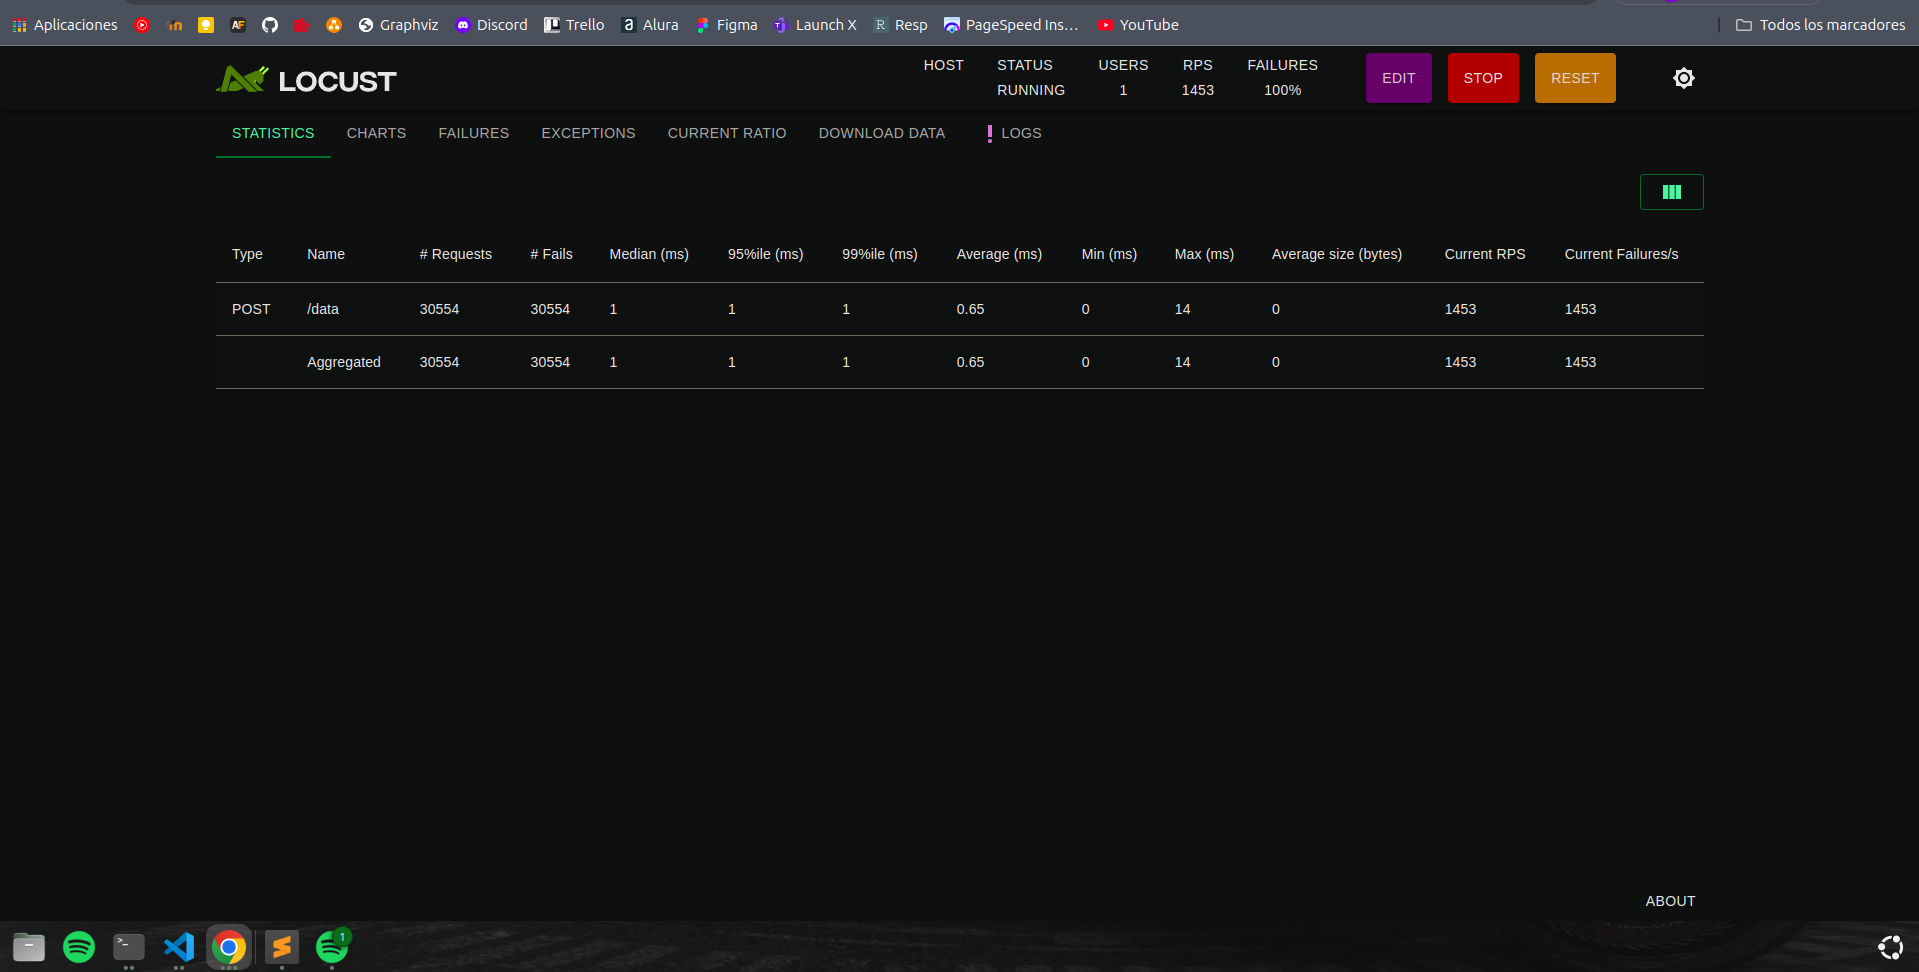 Aplicaciones Graphviz Discord Trello Alura Figma Launch X Resp PageSpeed Ins... YouTube Todos los marcadores
LOCUST
HOST STATUS USERS RPS FAILURES
RUNNING 1 1453 100%
EDIT STOP RESET
STATISTICS CHARTS FAILURES EXCEPTIONS CURRENT RATIO DOWNLOAD DATA LOGS
Type Name # Requests # Fails Median (ms) 95%ile (ms) 99%ile (ms) Average (ms) Min (ms) Max (ms) Average size (bytes) Current RPS Current Failures/s
POST /data 30554 30554 1 1 1 0.65 0 14 0 1453 1453
Aggregated 30554 30554 1 1 1 0.65 0 14 0 1453 1453
ABOUT
1